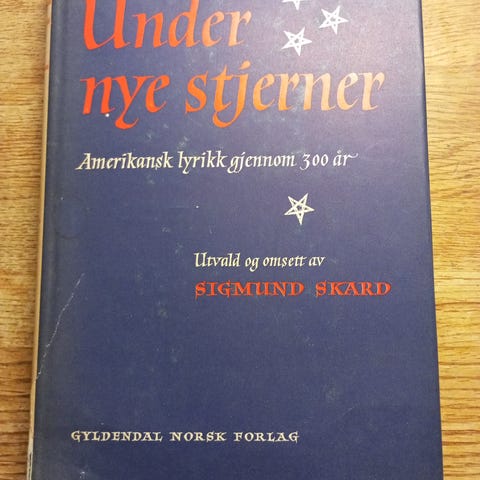 Under
nye stjerner
Amerikansk lyrikk gjennom 300 år
Utvald og omsett av
SIGMUND SKARD
GYLDENDAL NORSK FORLAG